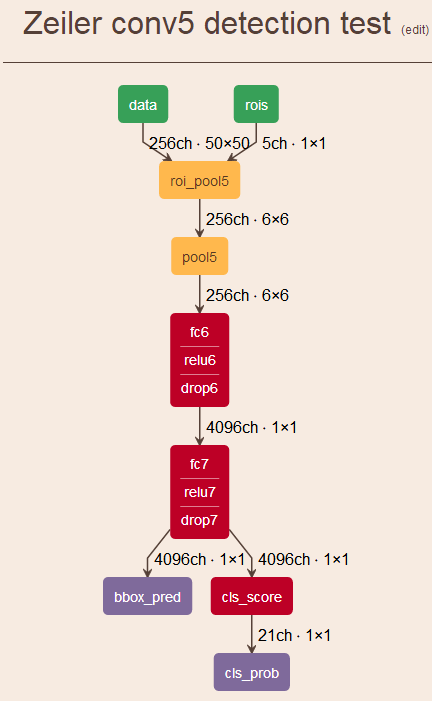 Zeiler conv5 detection test (edit)
data
rois
256ch · 50×50
5ch · 1×1
roi_pool5
256ch · 6×6
pool5
256ch · 6×6
fc6
relu6
drop6
4096ch · 1×1
fc7
relu7
drop7
4096ch · 1×1
4096ch · 1×1
bbox_pred
cls_score
21ch · 1×1
cls_prob